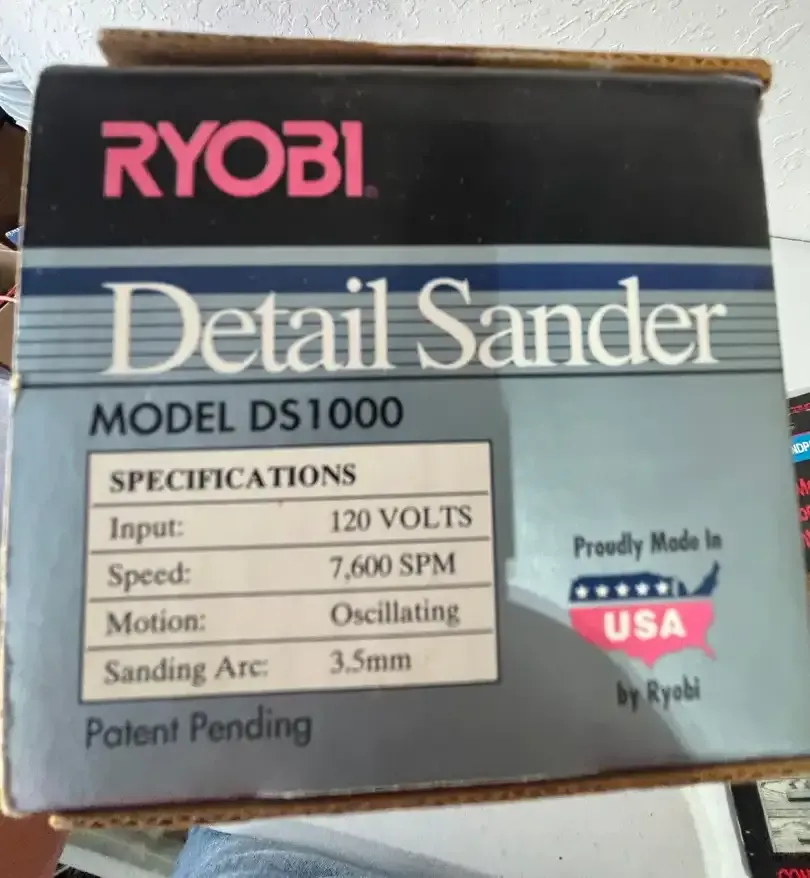 RYOBI
Detail Sander
MODEL DS1000
SPECIFICATIONS
Input: 120 VOLTS
Speed: 7,600 SPM
Motion: Oscillating
Sanding Arc: 3.5mm
Patent Pending
Proudly Made In
USA
by Ryobi